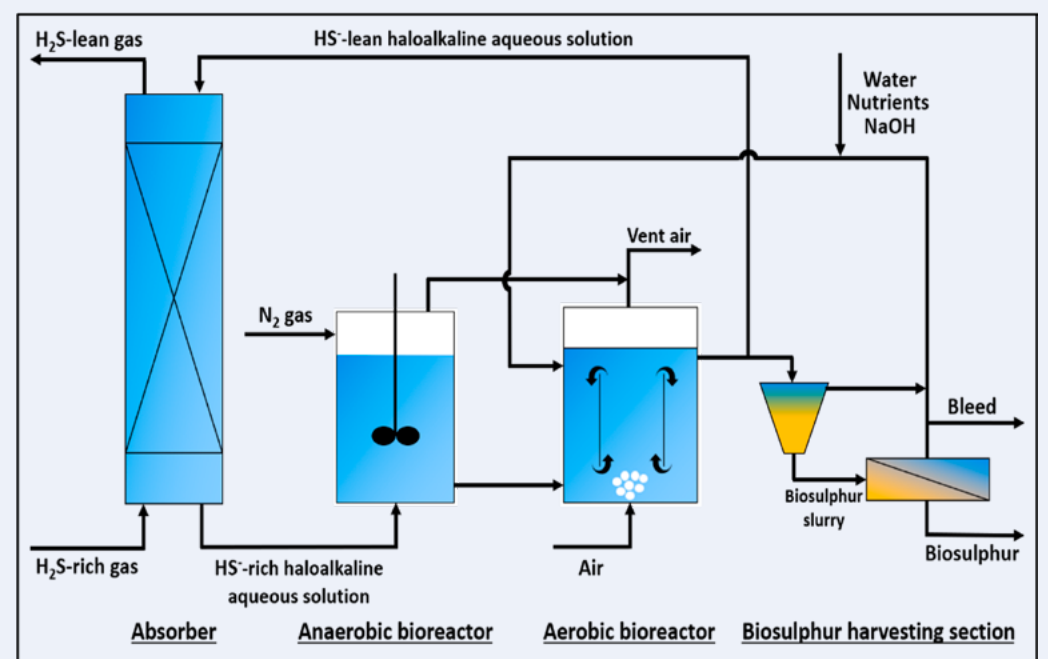 H₂S-lean gas
HS⁻-lean haloalkaline aqueous solution
Water
Nutrients
NaOH
Vent air
N₂ gas
Bleed
Biosulphur
slurry
H₂S-rich gas
HS⁻-rich haloalkaline
aqueous solution
Air
Biosulphur
Absorber
Anaerobic bioreactor
Aerobic bioreactor
Biosulphur harvesting section